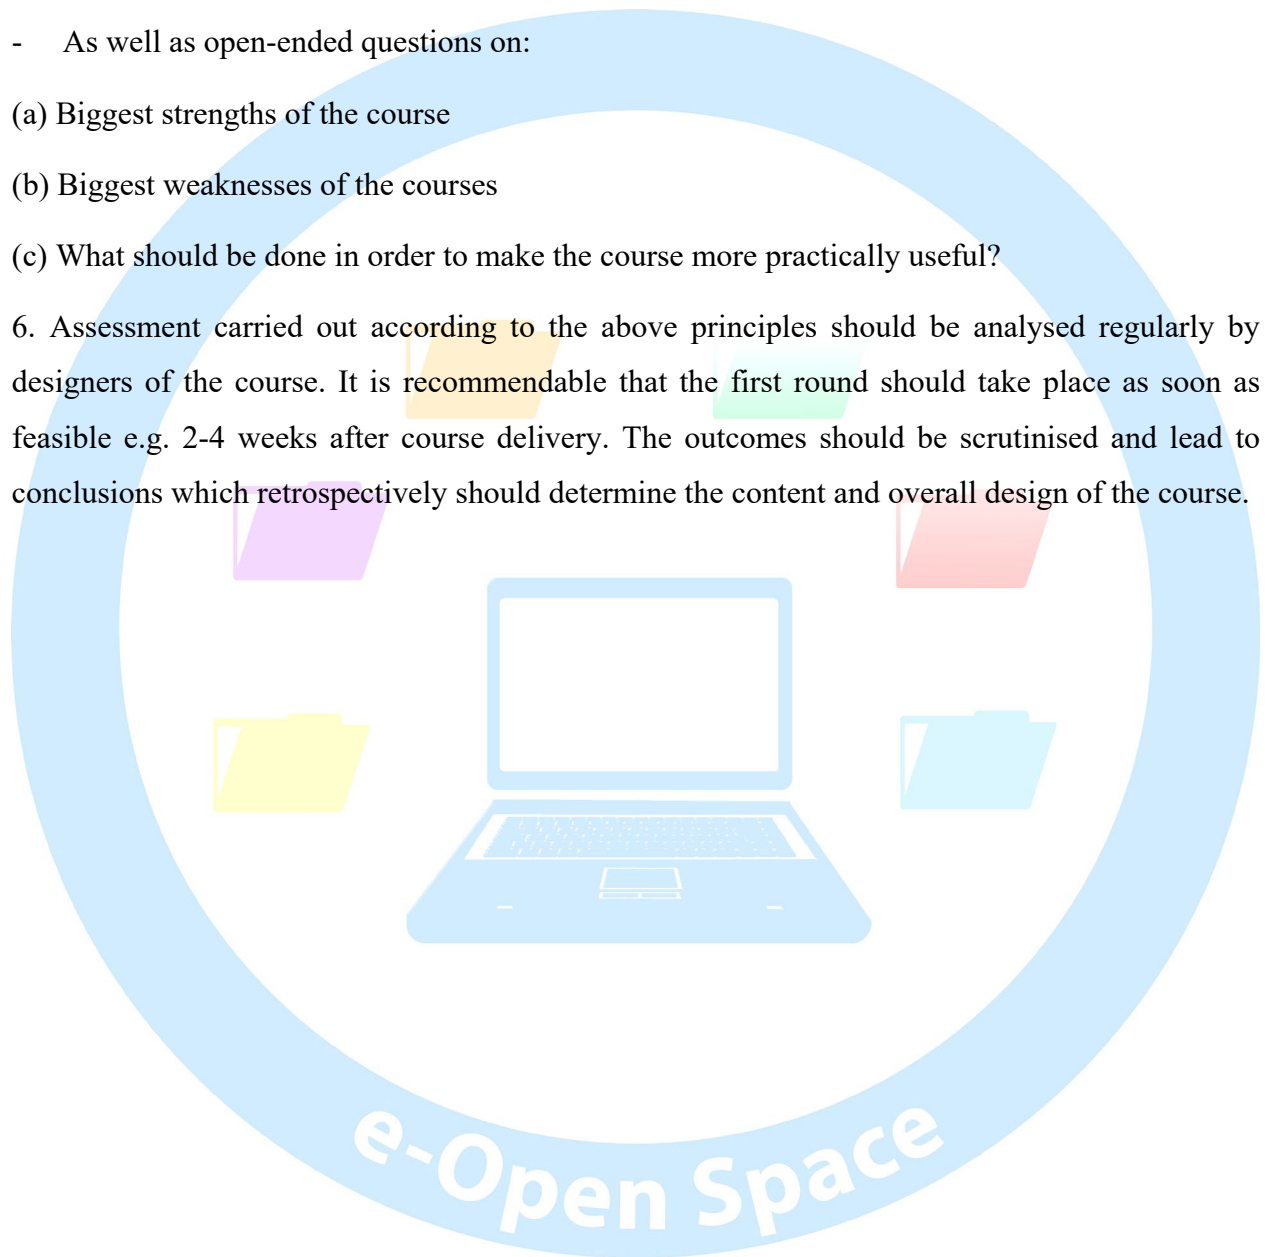 - As well as open-ended questions on:
(a) Biggest strengths of the course
(b) Biggest weaknesses of the courses
(c) What should be done in order to make the course more practically useful?
6. Assessment carried out according to the above principles should be analysed regularly by
designers of the course. It is recommendable that the first round should take place as soon as
feasible e.g. 2-4 weeks after course delivery. The outcomes should be scrutinised and lead to
conclusions which retrospectively should determine the content and overall design of the course.
e-Open Space